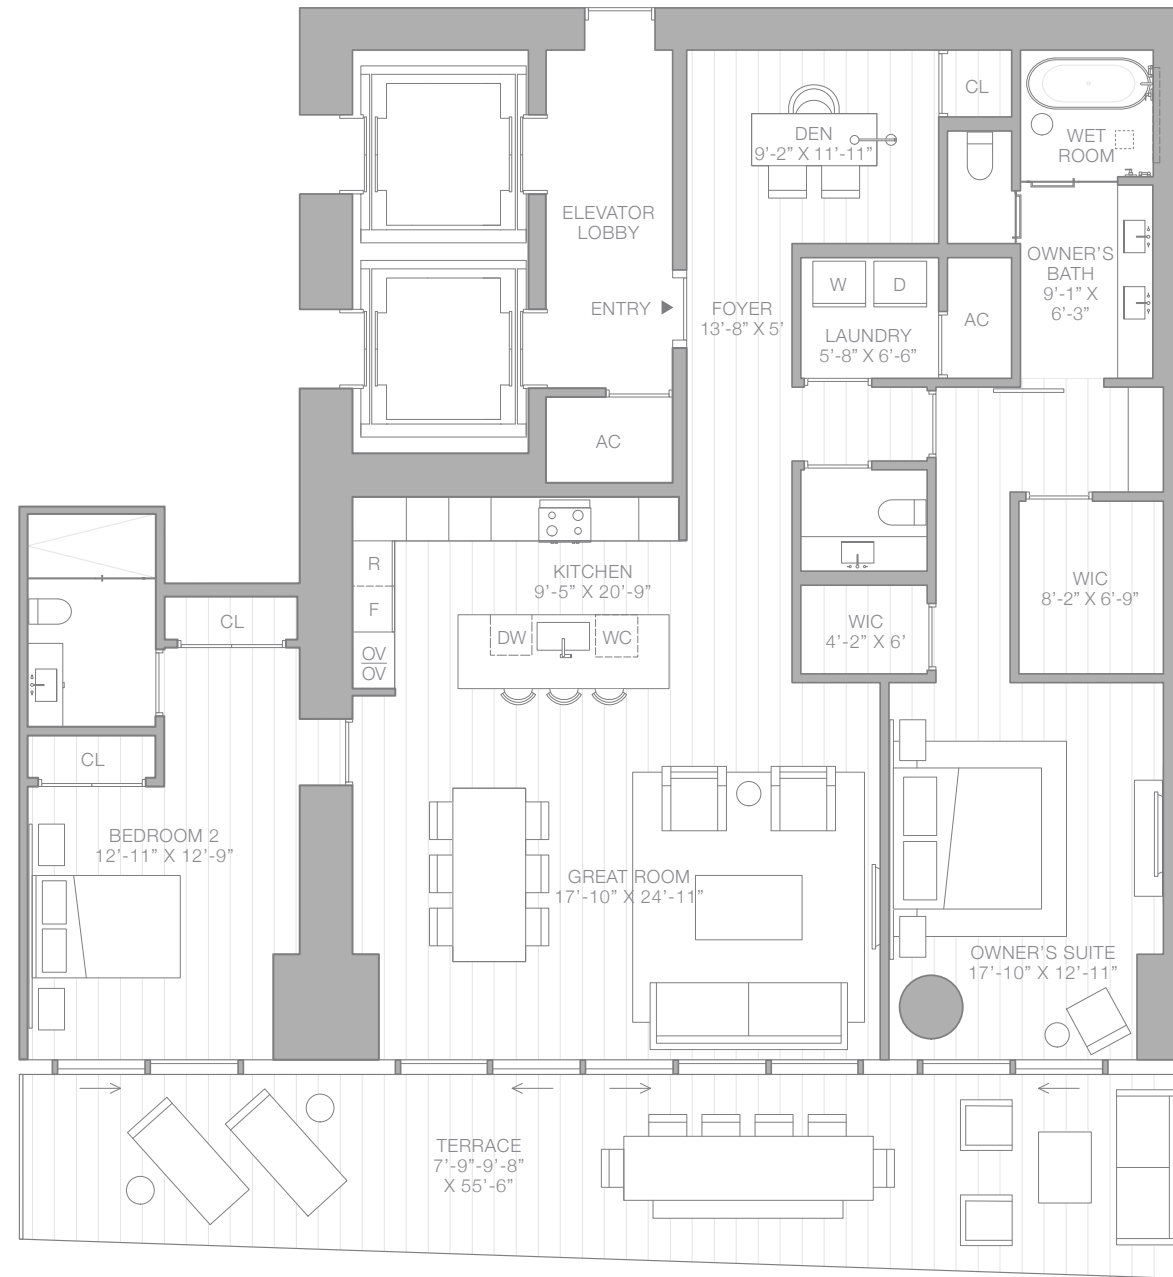 CL
DEN
9'-2” X 11'-11”
WET
ROOM
ELEVATOR
LOBBY
OWNER'S
BATH
9'-1” X
6'-3”
W
D
ENTRY
FOYER
13'-8” X 5'
AC
LAUNDRY
5'-8” X 6'-6”
AC
R
F
OV
OV
KITCHEN
9'-5” X 20'-9”
DW
WC
WIC
8'-2” X 6'-9”
WIC
4'-2” X 6'
CL
CL
BEDROOM 2
12'-11” X 12'-9”
GREAT ROOM
17'-10” X 24'-11”
OWNER'S SUITE
17'-10” X 12'-11”
TERRACE
7'-9”-9'-8”
X 55'-6”